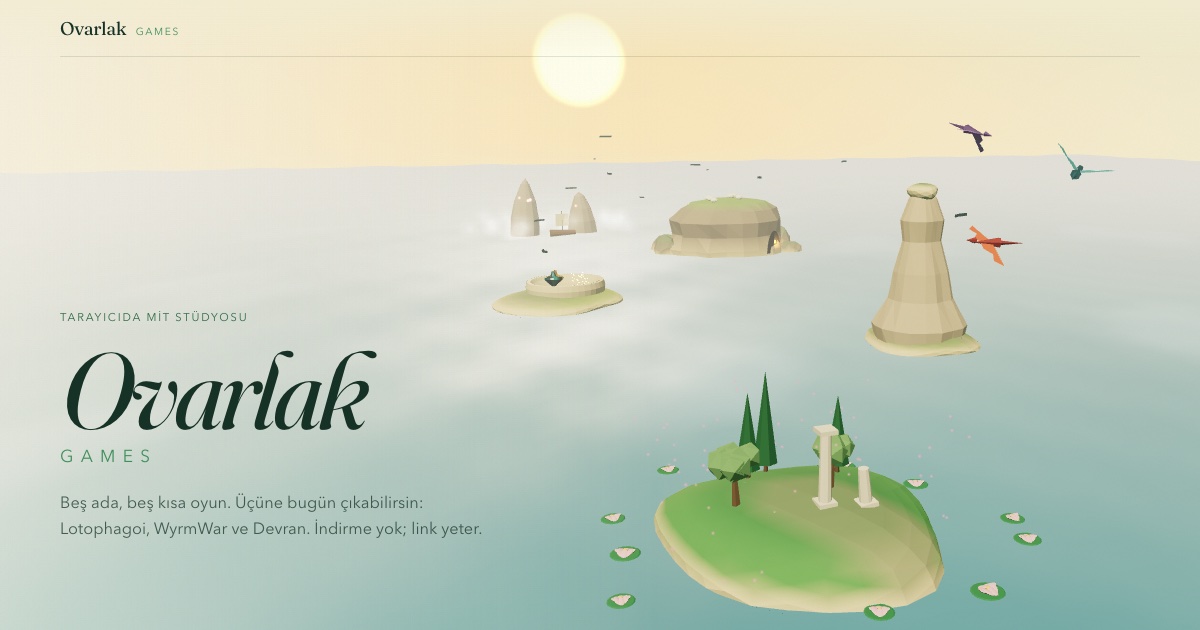 Ovarlak GAMES
TARAYICIDA MİT STÜDYOSU
Ovarlak
GAMES
Beş ada, beş kısa oyun. Üçüne bugün çıkabilirsin:
Lotophagoi, WyrmWar ve Devran. İndirme yok; link yeter.